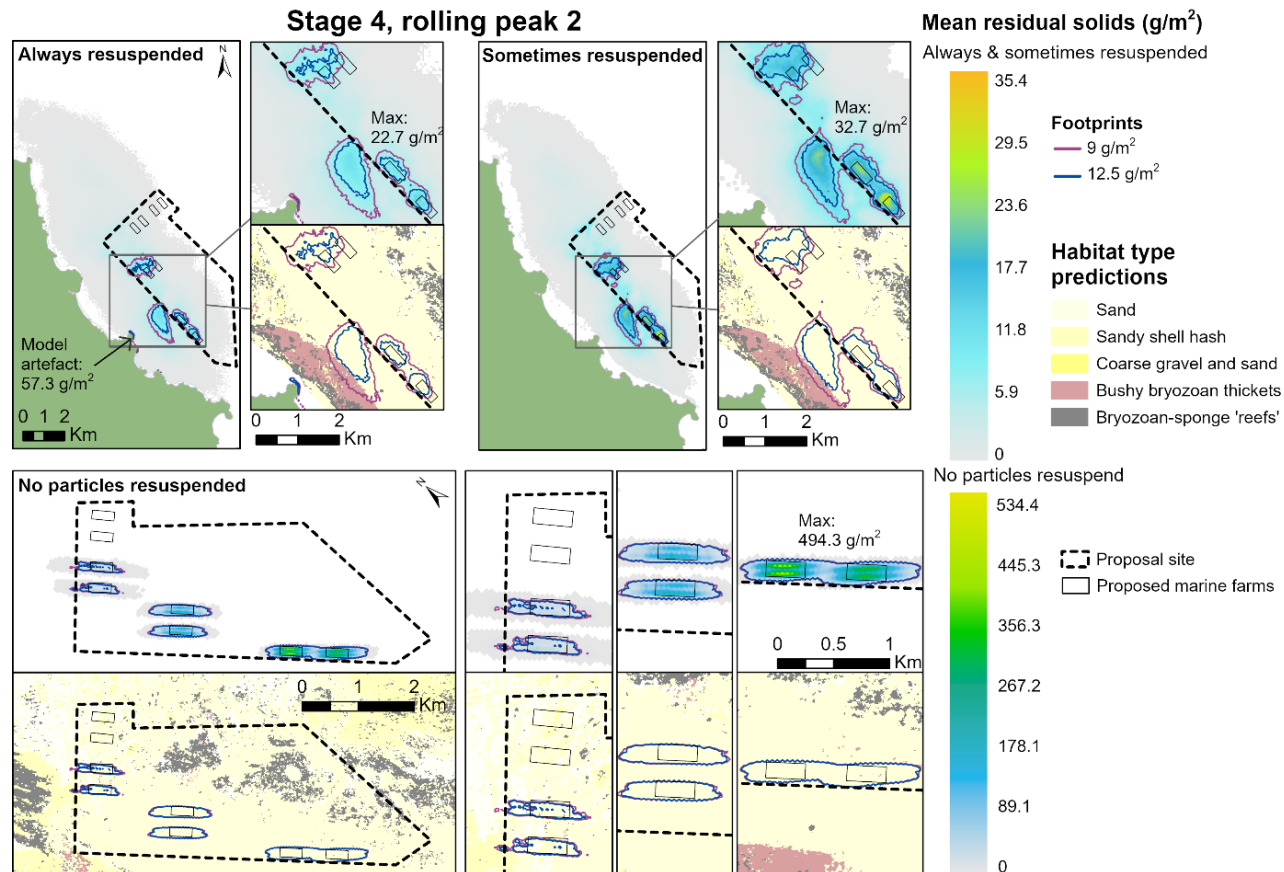 Stage 4, rolling peak 2
Always resuspended
N
Max:
22.7 g/m²
Model
artefact:
57.3 g/m²
0 1 2
Km
0 1 2
Km
Sometimes resuspended
Max:
32.7 g/m²
0 1 2
Km
Mean residual solids (g/m²)
Always & sometimes resuspended
35.4
29.5
23.6
17.7
11.8
5.9
0
Footprints
9 g/m²
12.5 g/m²
Habitat type
predictions
Sand
Sandy shell hash
Coarse gravel and sand
Bushy bryozoan thickets
Bryozoan-sponge 'reefs'
No particles resuspended
N
0 1 2
Km
Max:
494.3 g/m²
0 0.5 1
Km
No particles resuspend
534.4
445.3
356.3
267.2
178.1
89.1
0
Proposal site
Proposed marine farms